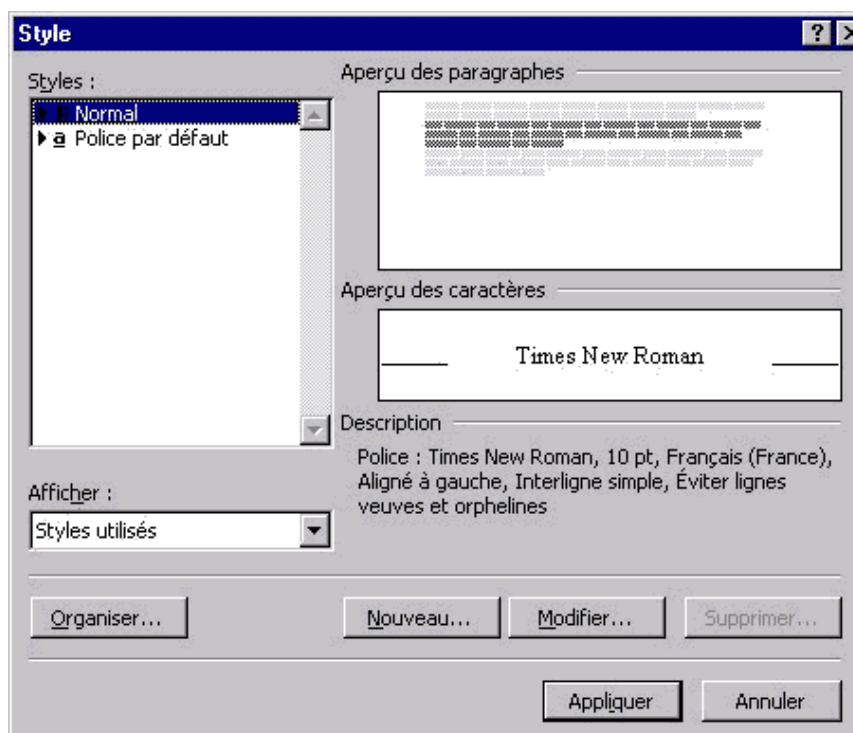 Style
Styles :
Normal
a Police par défaut
Afficher :
Styles utilisés
Aperçu des paragraphes
Aperçu des caractères
Times New Roman
Description
Police : Times New Roman, 10 pt, Français (France),
Aligné à gauche, Interligne simple, Éviter lignes
veuves et orphelines
Organiser...
Nouveau...
Modifier...
Supprimer...
Appliquer
Annuler